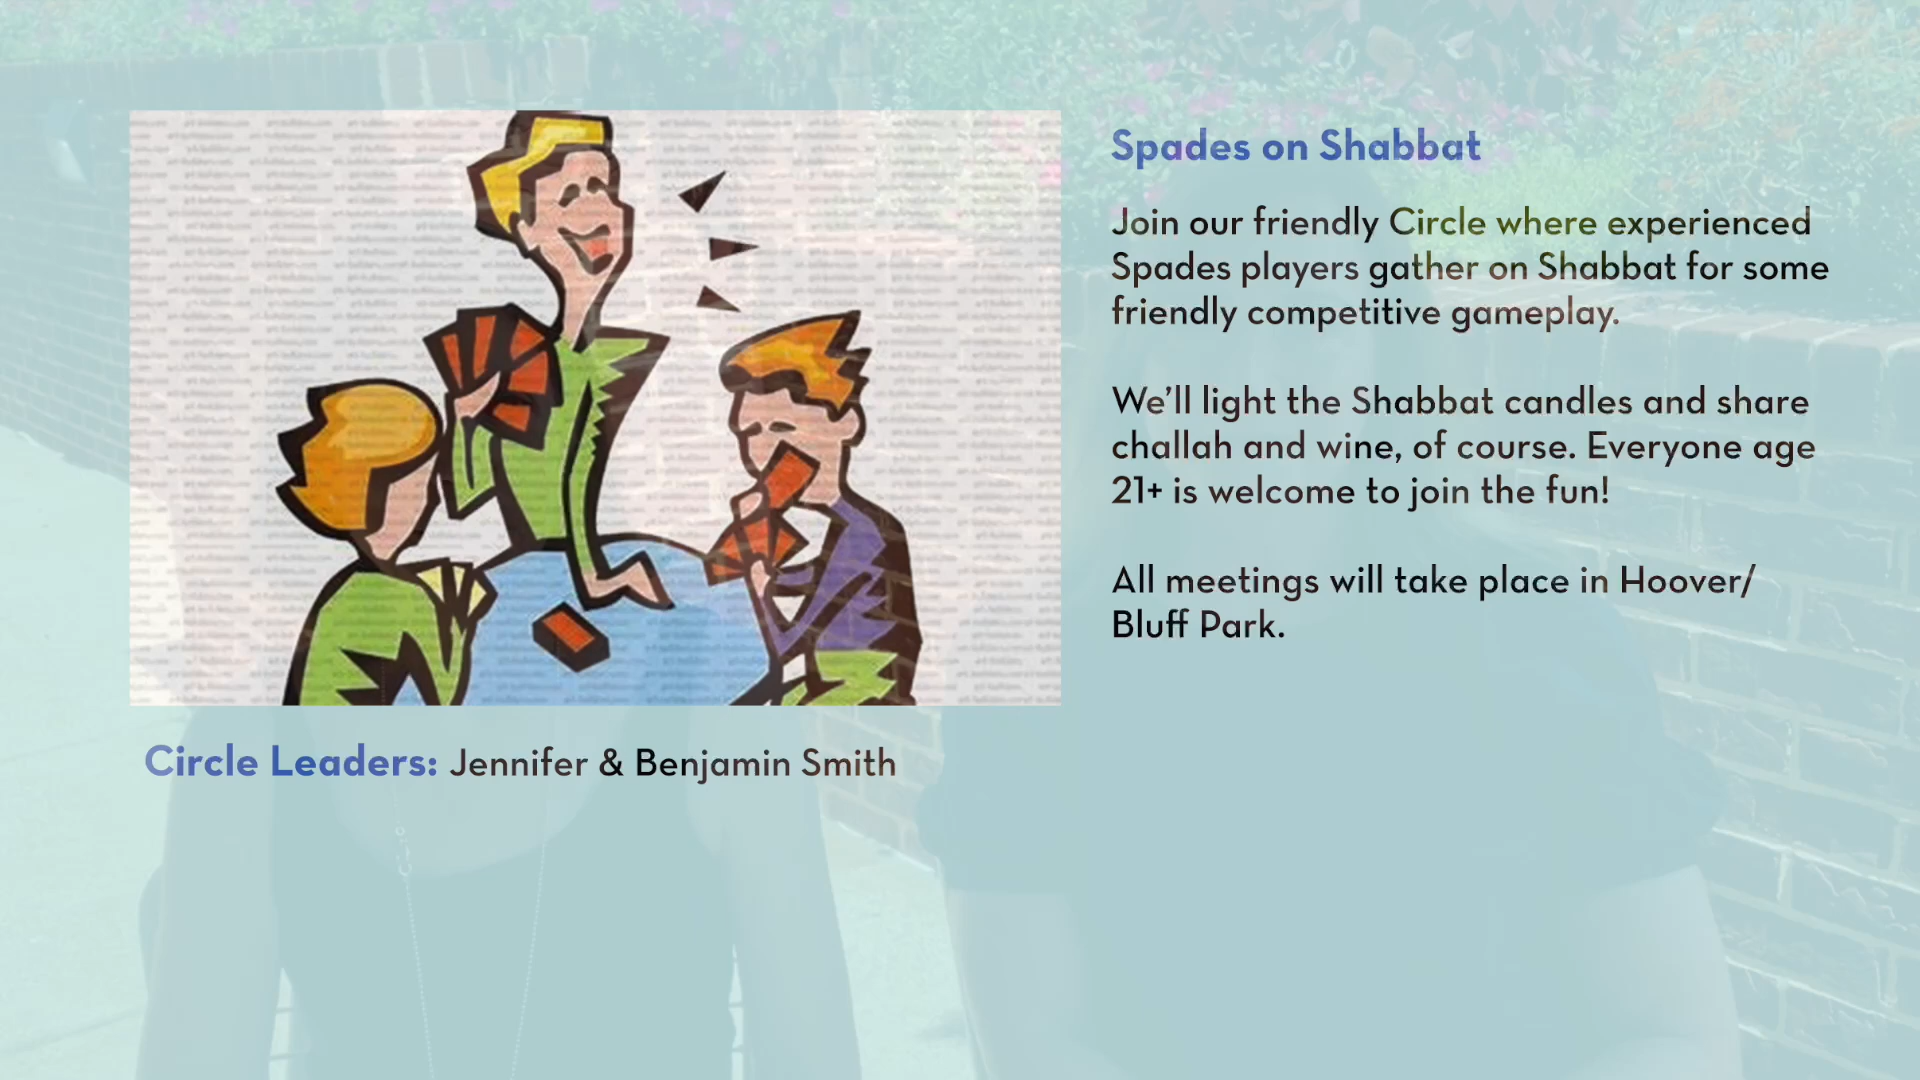 Spades on Shabbat
Join our friendly Circle where experienced
Spades players gather on Shabbat for some
friendly competitive gameplay.
We’ll light the Shabbat candles and share
challah and wine, of course. Everyone age
21+ is welcome to join the fun!
All meetings will take place in Hoover/
Bluff Park.
Circle Leaders: Jennifer & Benjamin Smith